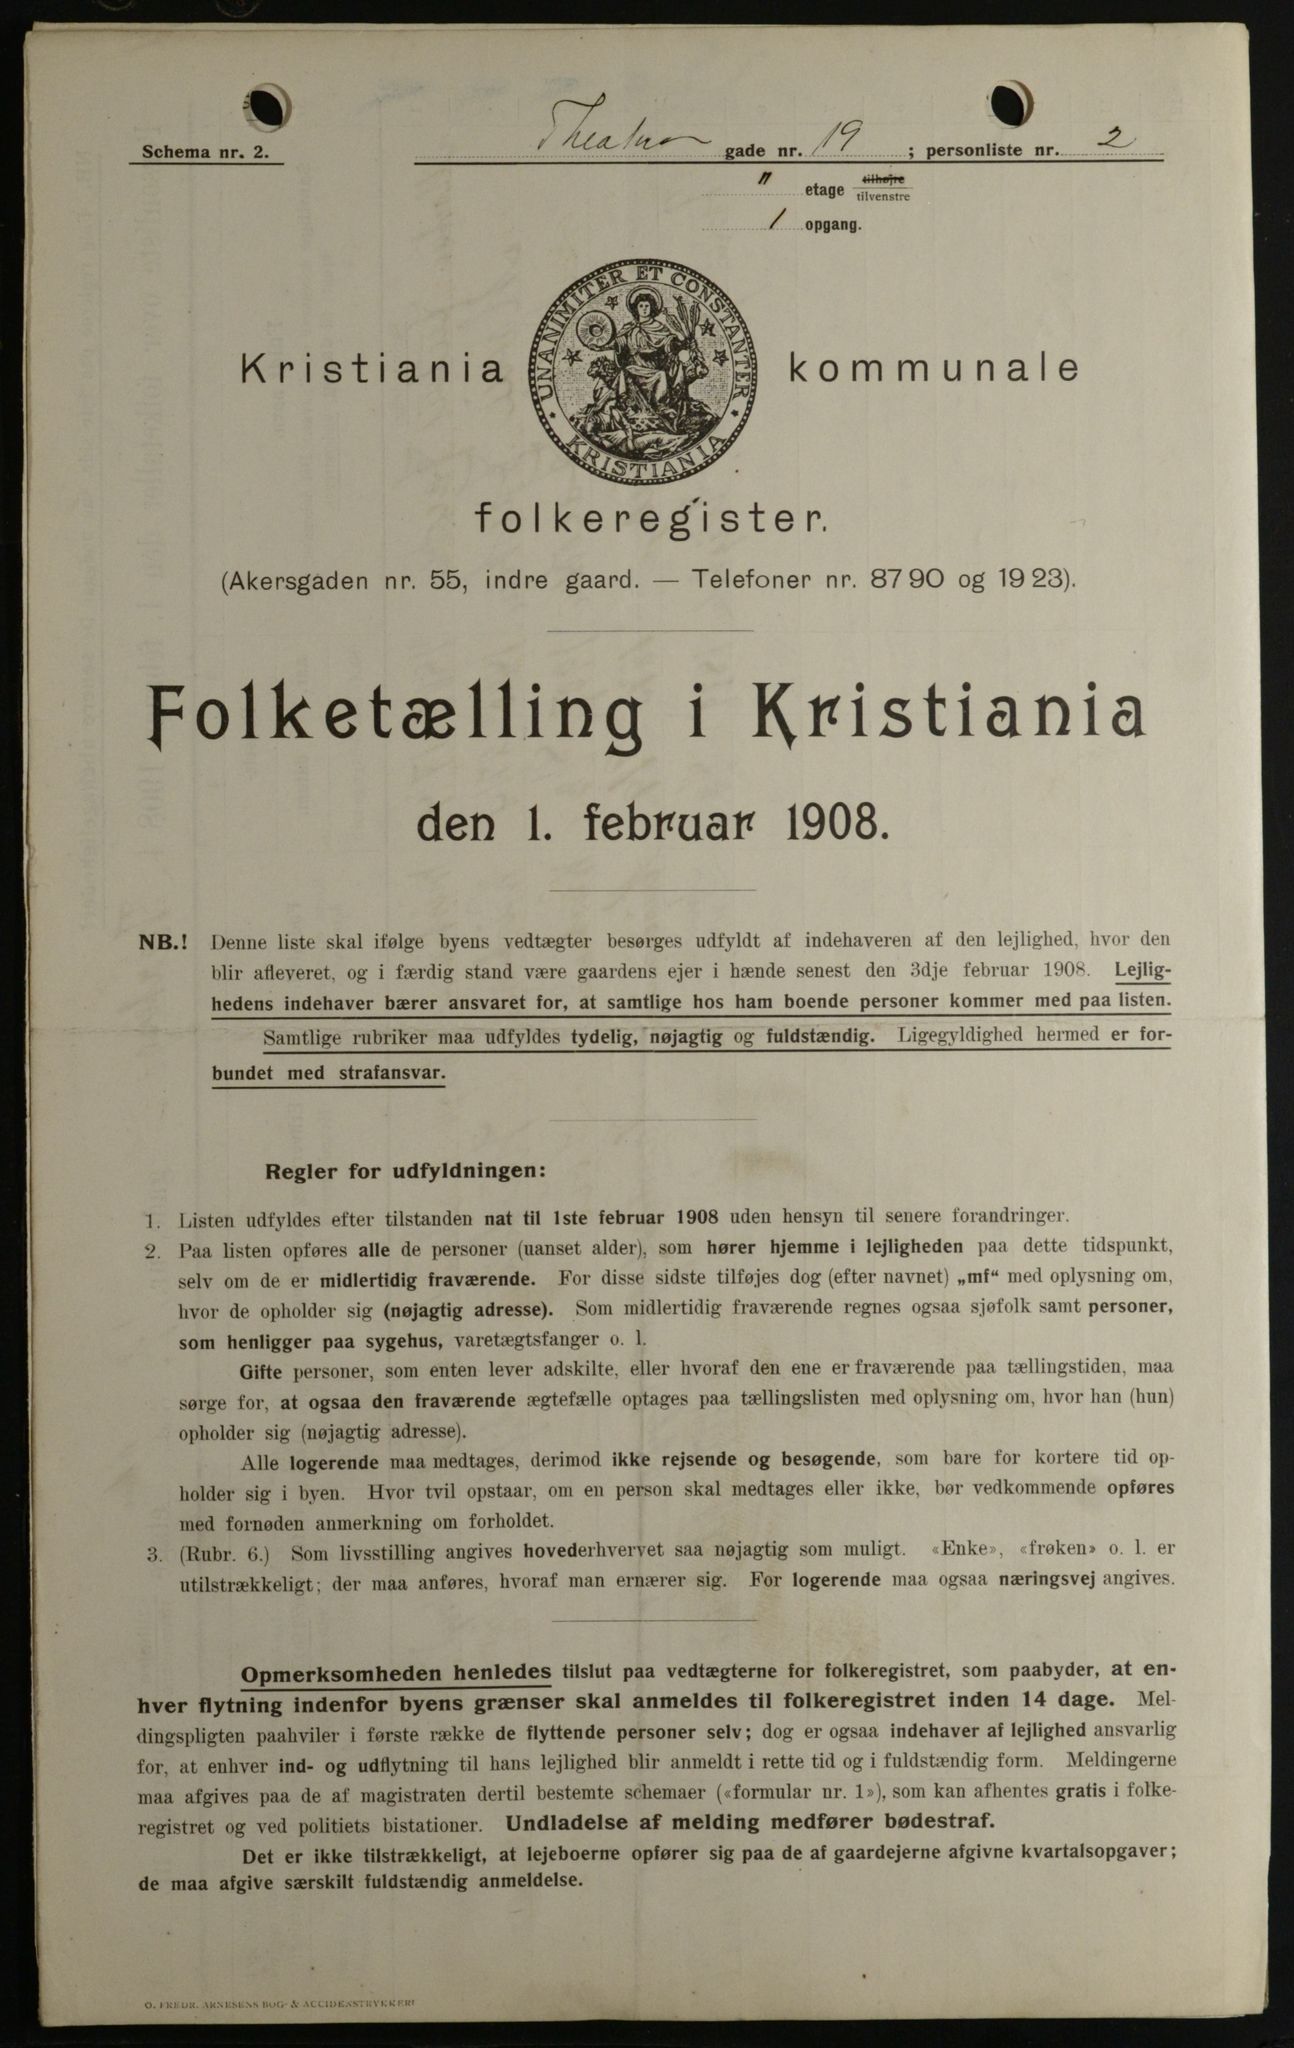 Schema nr. 2.
Theatergade nr. 19; personliste nr. 2
" etage tilhøjre
tilvenstre
1 opgang.
UNANIMITER ET CONSTANTER
KRISTIANIA
Kristiania kommunale
folkeregister.
(Akersgaden nr. 55, indre gaard. — Telefoner nr. 8790 og 1923).
Folketælling i Kristiania
den 1. februar 1908.
NB.! Denne liste skal ifølge byens vedtægter besørges udfyldt af indehaveren af den lejlighed, hvor den
blir afleveret, og i færdig stand være gaardens ejer i hænde senest den 3dje februar 1908. Lejlig-
hedens indehaver bærer ansvaret for, at samtlige hos ham boende personer kommer med paa listen.
Samtlige rubriker maa udfyldes tydelig, nøjagtig og fuldstændig. Ligegyldighed hermed er for-
bundet med strafansvar.
Regler for udfyldningen:
1. Listen udfyldes efter tilstanden nat til 1ste februar 1908 uden hensyn til senere forandringer.
2. Paa listen opføres alle de personer (uanset alder), som hører hjemme i lejligheden paa dette tidspunkt,
selv om de er midlertidig fraværende. For disse sidste tilføjes dog (efter navnet) „mf“ med oplysning om,
hvor de opholder sig (nøjagtig adresse). Som midlertidig fraværende regnes ogsaa sjøfolk samt personer,
som henligger paa sygehus, varetægtsfanger o. l.
Gifte personer, som enten lever adskilte, eller hvoraf den ene er fraværende paa tællingstiden, maa
sørge for, at ogsaa den fraværende ægtefælle optages paa tællingslisten med oplysning om, hvor han (hun)
opholder sig (nøjagtig adresse).
Alle logerende maa medtages, derimod ikke rejsende og besøgende, som bare for kortere tid op-
holder sig i byen. Hvor tvil opstaar, om en person skal medtages eller ikke, bør vedkommende opføres
med fornøden anmerkning om forholdet.
3. (Rubr. 6.) Som livsstilling angives hovederhvervet saa nøjagtig som muligt. «Enke», «frøken» o. l. er
utilstrækkeligt; der maa anføres, hvoraf man ernærer sig. For logerende maa ogsaa næringsvej angives.
Opmerksomheden henledes tilslut paa vedtægterne for folkeregistret, som paabyder, at en-
hver flytning indenfor byens grænser skal anmeldes til folkeregistret inden 14 dage. Mel-
dingspligten paahviler i første række de flyttende personer selv; dog er ogsaa indehaver af lejlighed ansvarlig
for, at enhver ind- og udflytning til hans lejlighed blir anmeldt i rette tid og i fuldstændig form. Meldingerne
maa afgives paa de af magistraten dertil bestemte schemaer («formular nr. 1»), som kan afhentes gratis i folke-
registret og ved politiets bistationer. Undladelse af melding medfører bødestraf.
Det er ikke tilstrækkeligt, at lejeboerne opfører sig paa de af gaardejerne afgivne kvartalsopgaver;
de maa afgive særskilt fuldstændig anmeldelse.
O. FREDR. ARNESENS BOG- & ACCIDENSTRYKKERI